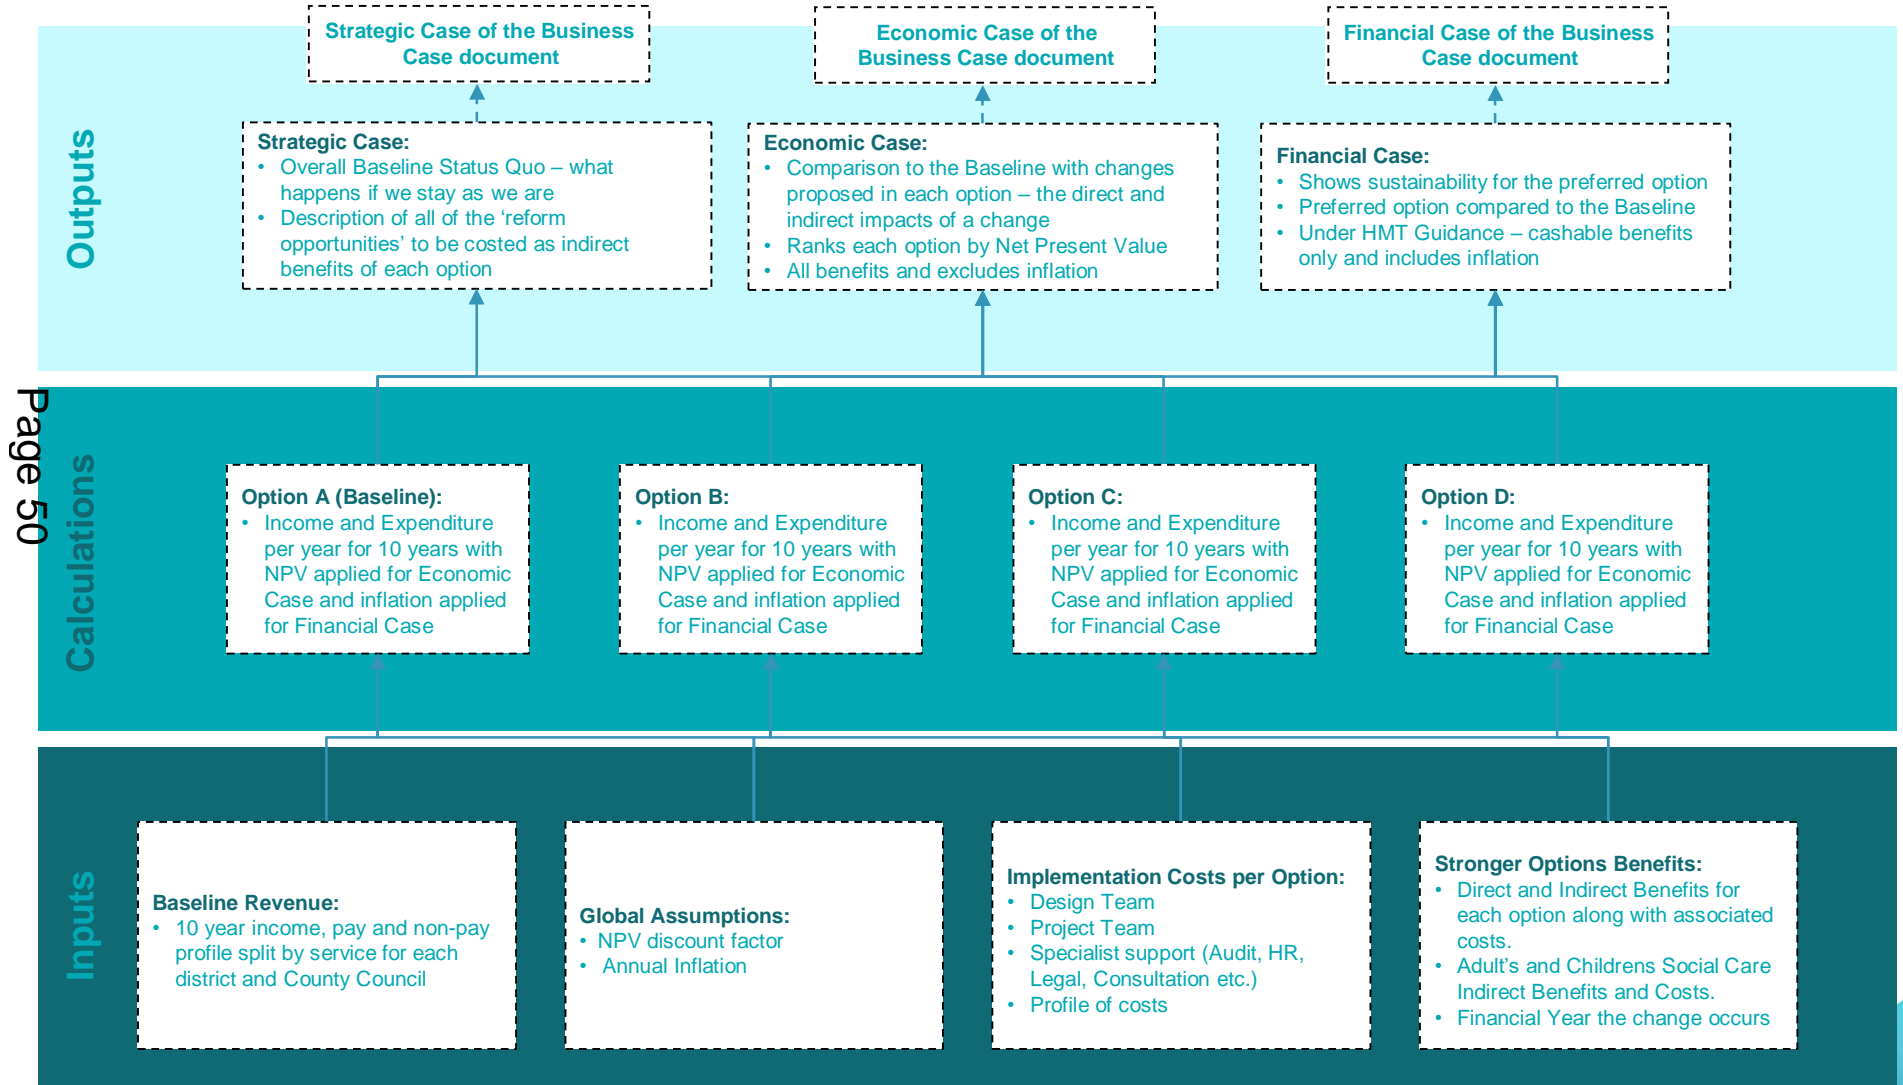 Strategic Case of the Business
Case document
Economic Case of the
Business Case document
Financial Case of the Business
Case document
Outputs
Strategic Case:
• Overall Baseline Status Quo – what
happens if we stay as we are
• Description of all of the ‘reform
opportunities’ to be costed as indirect
benefits of each option
Economic Case:
• Comparison to the Baseline with changes
proposed in each option – the direct and
indirect impacts of a change
• Ranks each option by Net Present Value
• All benefits and excludes inflation
Financial Case:
• Shows sustainability for the preferred option
• Preferred option compared to the Baseline
• Under HMT Guidance – cashable benefits
only and includes inflation
Page 50
Calculations
Option A (Baseline):
• Income and Expenditure
per year for 10 years with
NPV applied for Economic
Case and inflation applied
for Financial Case
Option B:
• Income and Expenditure
per year for 10 years with
NPV applied for Economic
Case and inflation applied
for Financial Case
Option C:
• Income and Expenditure
per year for 10 years with
NPV applied for Economic
Case and inflation applied
for Financial Case
Option D:
• Income and Expenditure
per year for 10 years with
NPV applied for Economic
Case and inflation applied
for Financial Case
Inputs
Baseline Revenue:
• 10 year income, pay and non-pay
profile split by service for each
district and County Council
Global Assumptions:
• NPV discount factor
• Annual Inflation
Implementation Costs per Option:
• Design Team
• Project Team
• Specialist support (Audit, HR,
Legal, Consultation etc.)
• Profile of costs
Stronger Options Benefits:
• Direct and Indirect Benefits for
each option along with associated
costs.
• Adult’s and Childrens Social Care
Indirect Benefits and Costs.
• Financial Year the change occurs